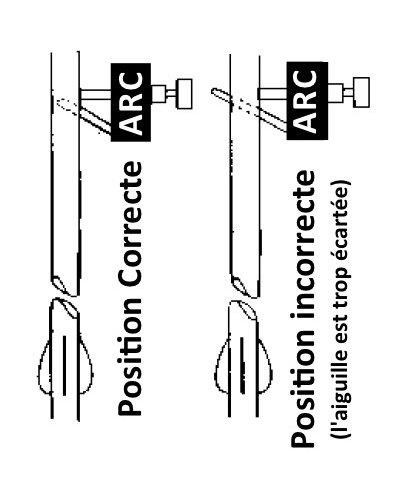 ARC
Position Correcte
ARC
Position incorrecte
(l'aiguille est trop écartée)